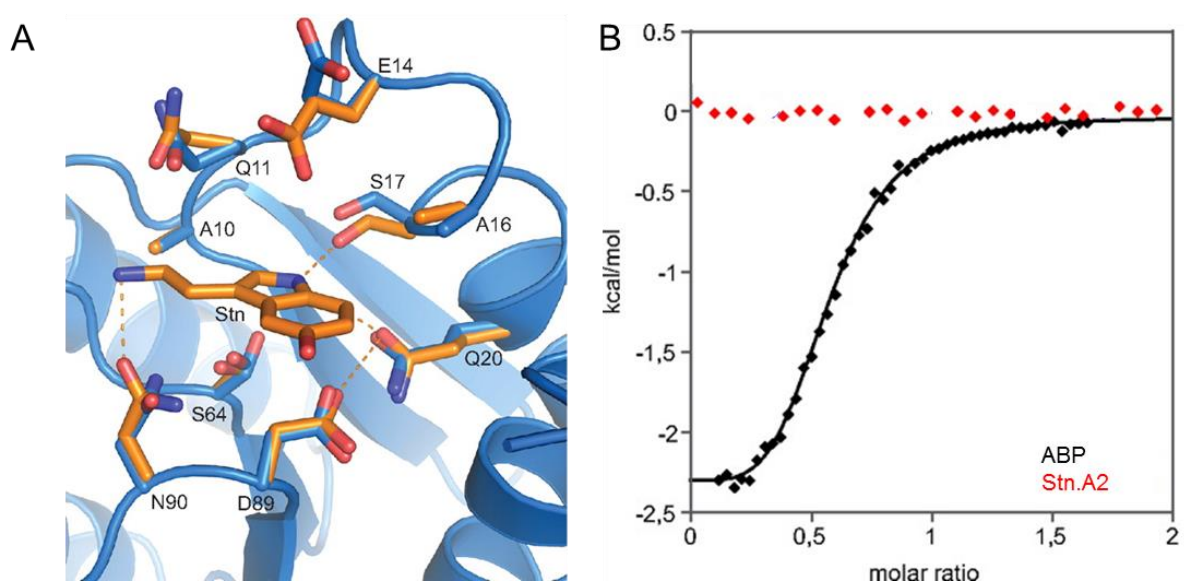 A
E14
Q11
S17
A10
A16
Stn
Q20
S64
N90
D89
B
0.5
0
-0.5
-1
-1,5
-2
-2,5
kcal/mol
ABP
Stn.A2
0
0,5
1
1,5
2
molar ratio